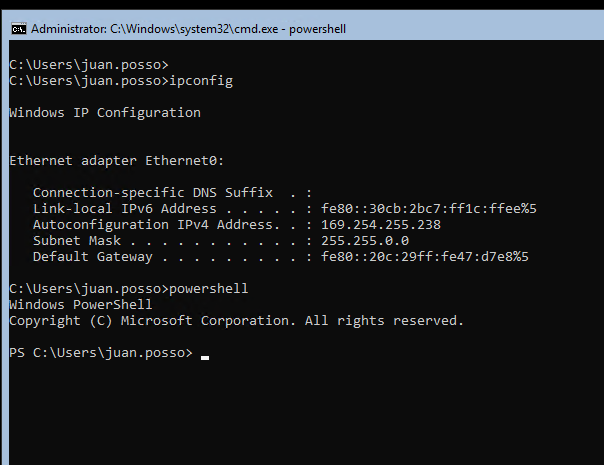 Administrator: C:\Windows\system32\cmd.exe - powershell
C:\Users\juan.posso>
C:\Users\juan.posso>ipconfig
Windows IP Configuration
Ethernet adapter Ethernet0:
   Connection-specific DNS Suffix  . :
   Link-local IPv6 Address . . . . . : fe80::30cb:2bc7:ff1c:ffee%5
   Autoconfiguration IPv4 Address. . : 169.254.255.238
   Subnet Mask . . . . . . . . . . . : 255.255.0.0
   Default Gateway . . . . . . . . . : fe80::20c:29ff:fe47:d7e8%5
C:\Users\juan.posso>powershell
Windows PowerShell
Copyright (C) Microsoft Corporation. All rights reserved.
PS C:\Users\juan.posso>